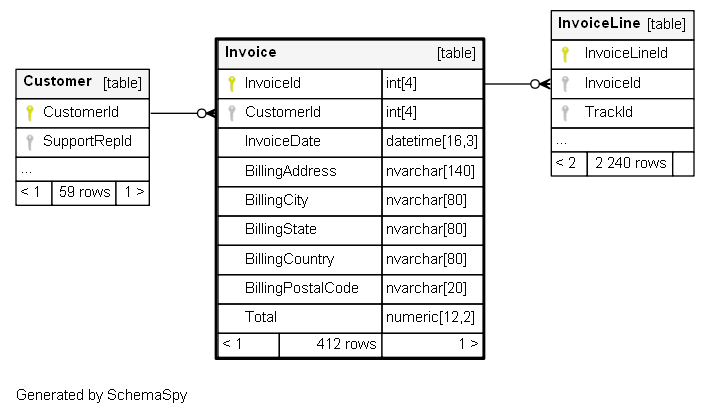 Customer [table]
CustomerId
SupportRepId
...
< 1 59 rows 1 >
Invoice [table]
InvoiceId int[4]
CustomerId int[4]
InvoiceDate datetime[16,3]
BillingAddress nvarchar[140]
BillingCity nvarchar[80]
BillingState nvarchar[80]
BillingCountry nvarchar[80]
BillingPostalCode nvarchar[20]
Total numeric[12,2]
< 1 412 rows 1 >
InvoiceLine [table]
InvoiceLineId
InvoiceId
TrackId
...
< 2 2 240 rows
Generated by SchemaSpy